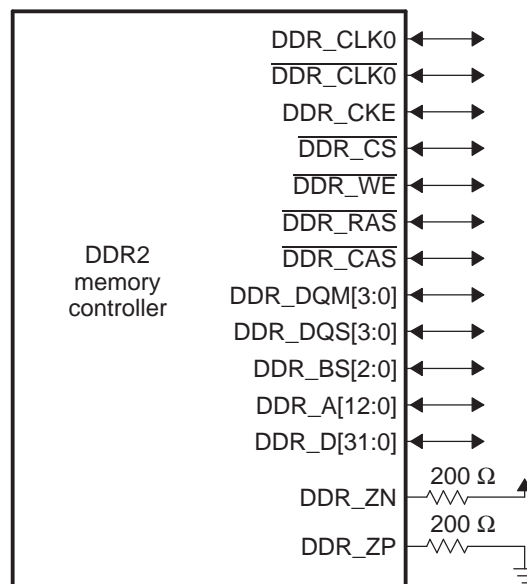 DDR_CLK0
DDR_CLK0
DDR_CKE
DDR_CS
DDR_WE
DDR_RAS
DDR_CAS
DDR2
memory
controller
DDR_DQM[3:0]
DDR_DQS[3:0]
DDR_BS[2:0]
DDR_A[12:0]
DDR_D[31:0]
200 Ω
DDR_ZN
200 Ω
DDR_ZP